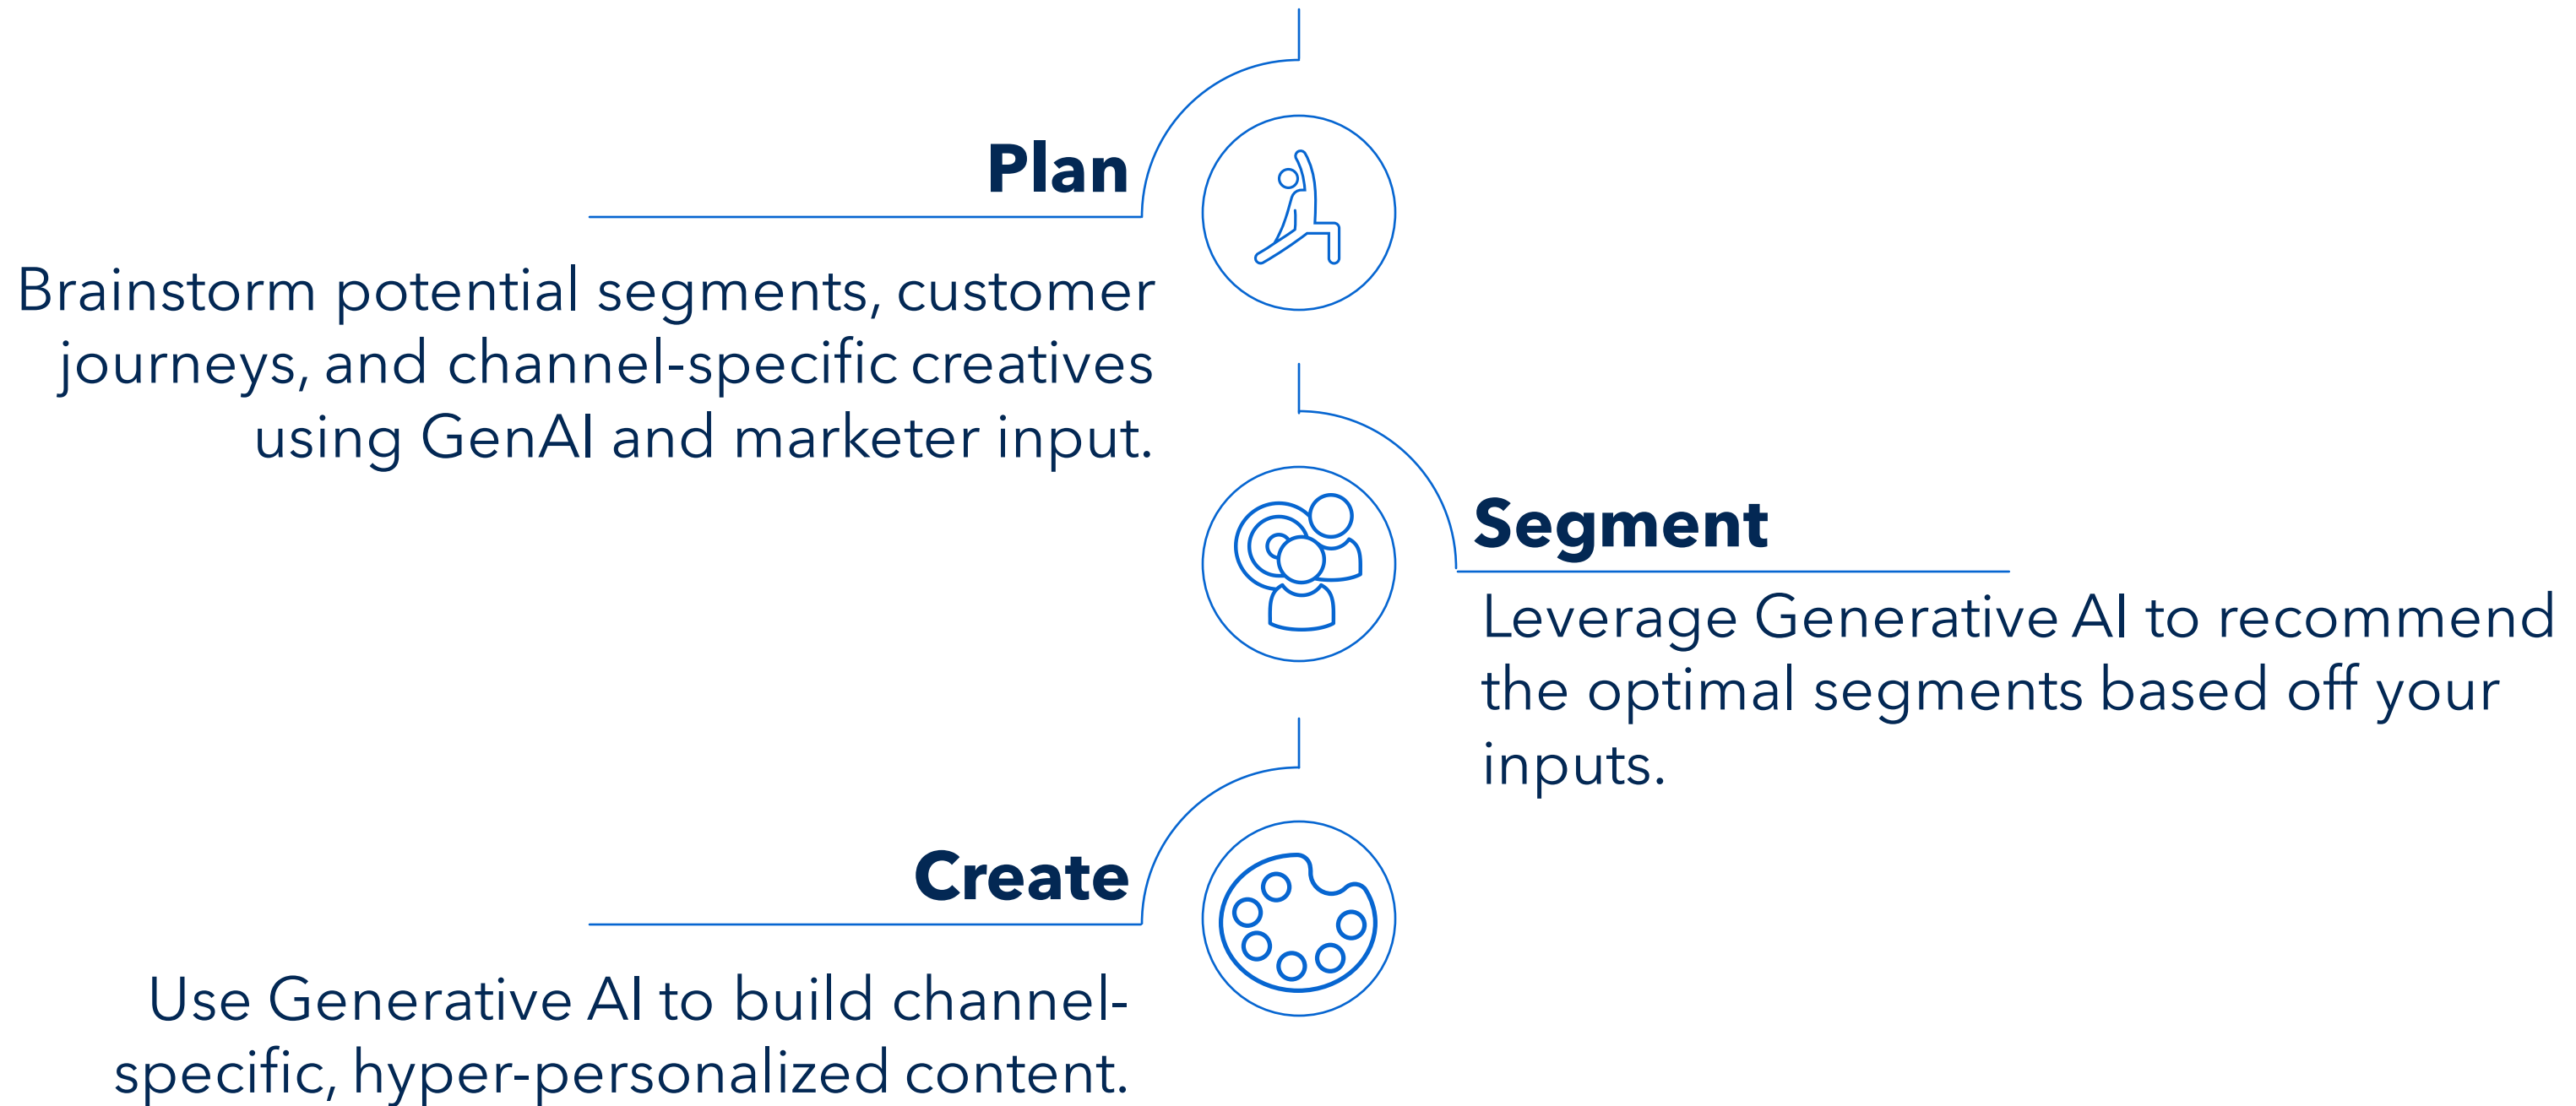 Plan
Brainstorm potential segments, customer
journeys, and channel-specific creatives
using GenAI and marketer input.
Segment
Leverage Generative AI to recommend
the optimal segments based off your
inputs.
Create
Use Generative AI to build channel-
specific, hyper-personalized content.